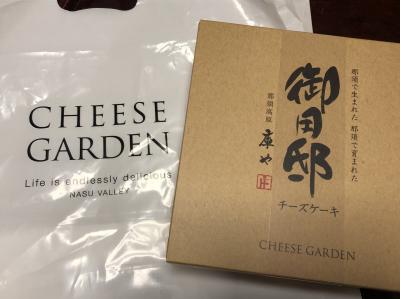 CHEESE
GARDEN
Life is endlessly delicious
NASU VALLEY
那須で生まれた、那須で育まれた
御用邸
チーズケーキ
那須高原
庫や
CHEESE GARDEN